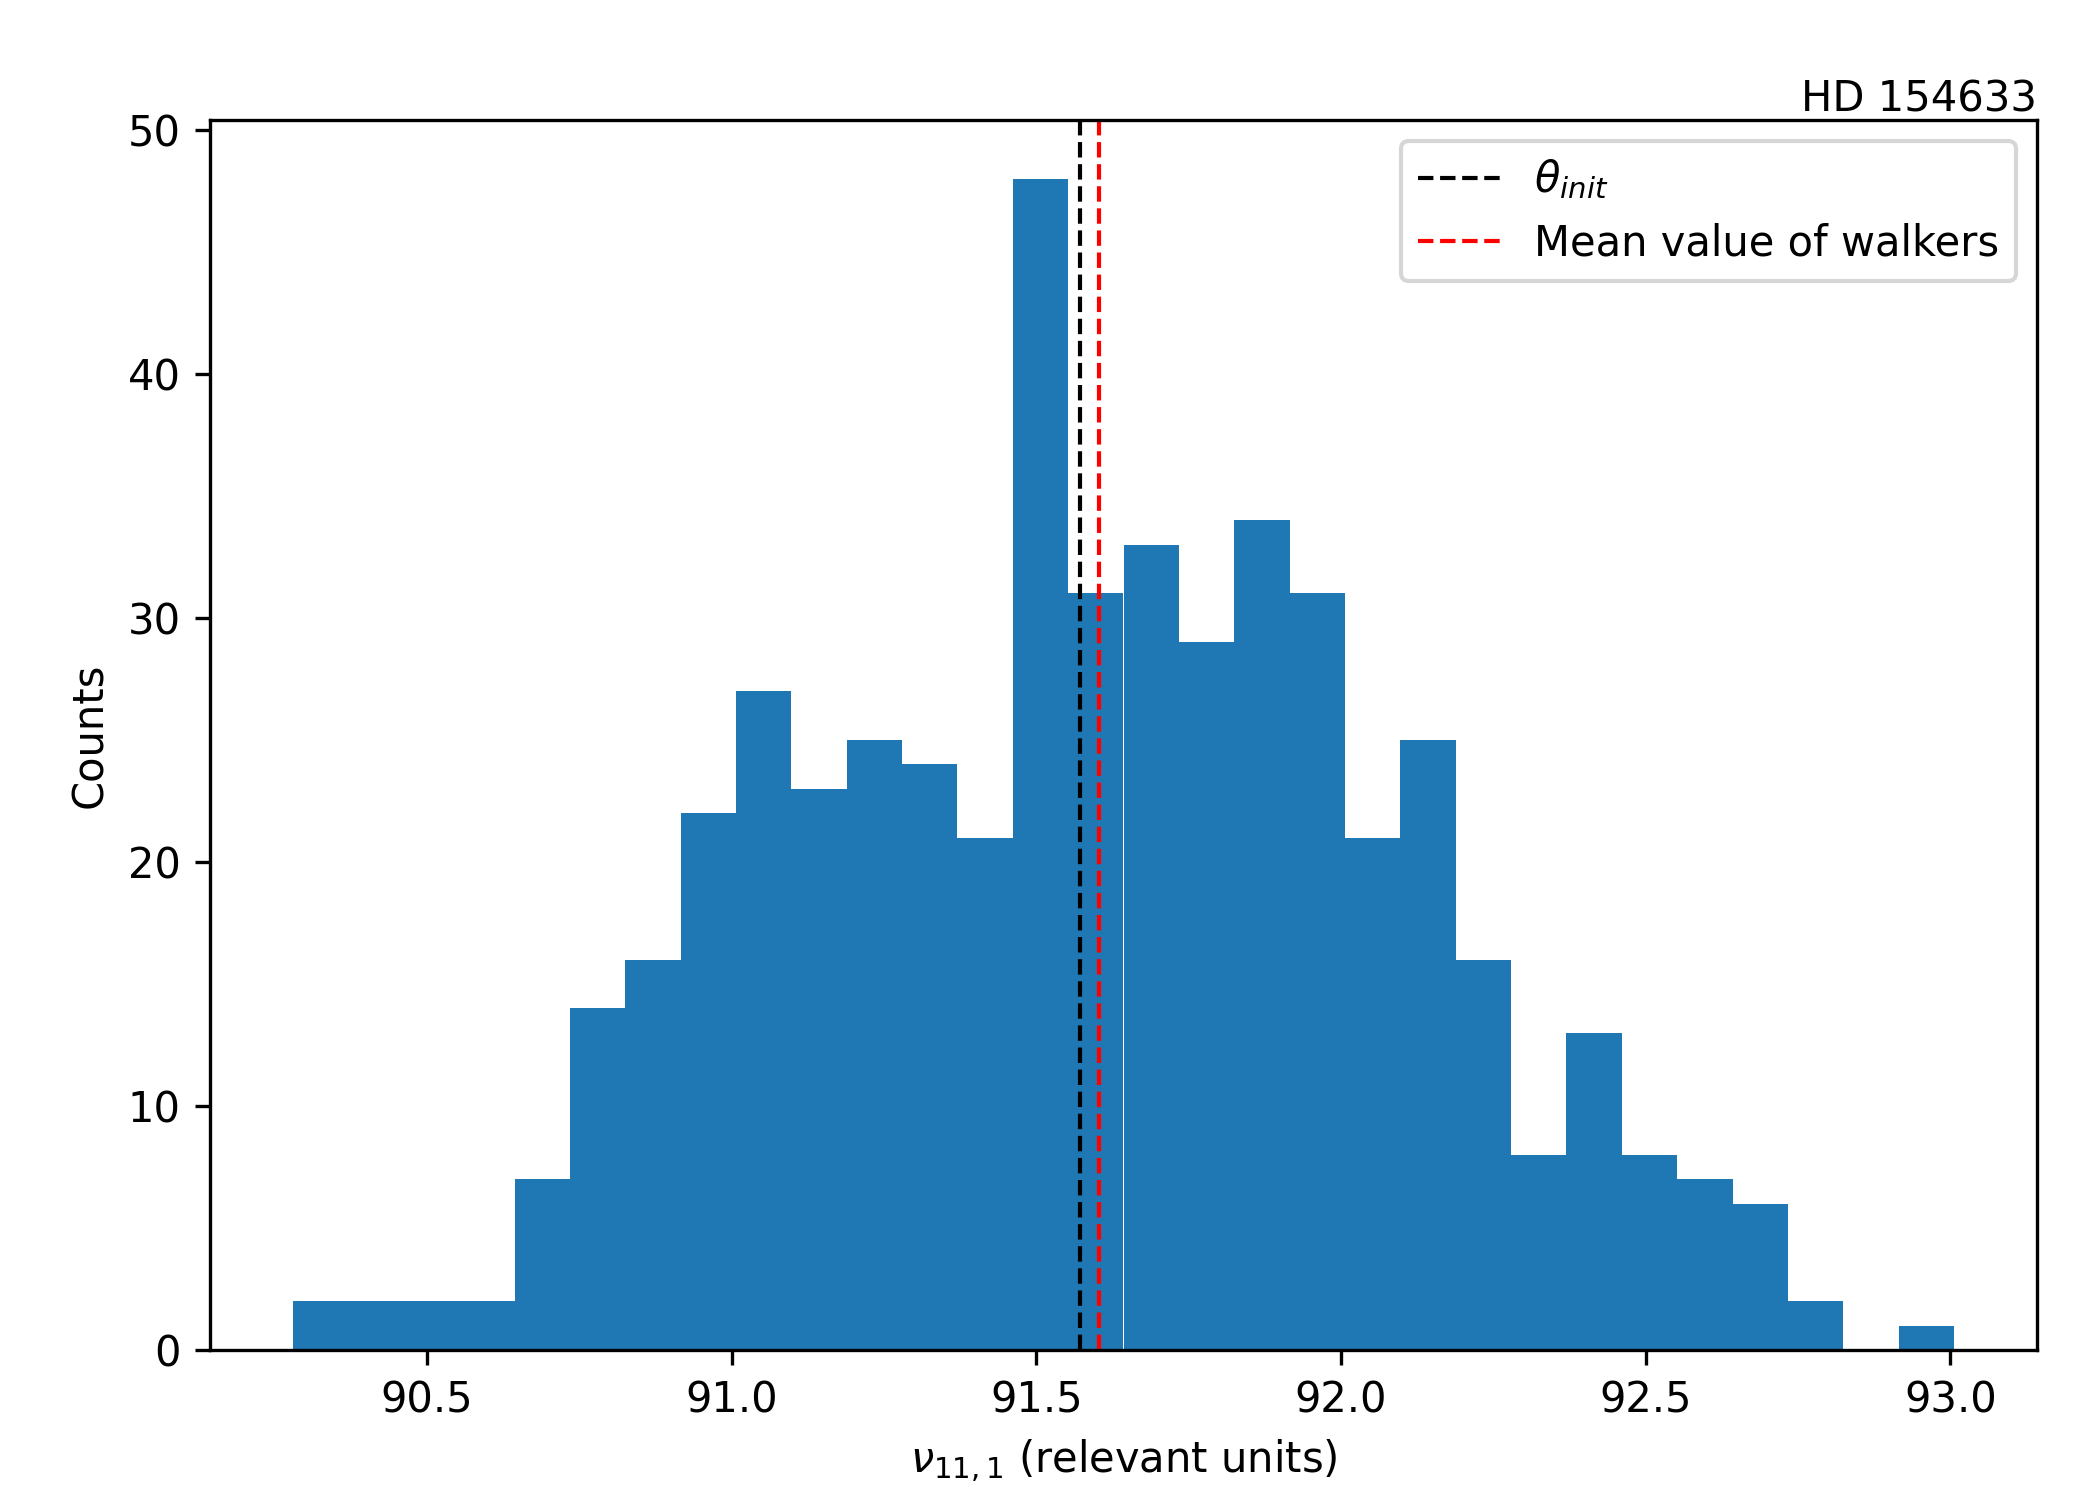 HD 154633
50
40
30
20
10
0
Counts
θinit
Mean value of walkers
90.5 91.0 91.5 92.0 92.5 93.0
ν11, 1 (relevant units)